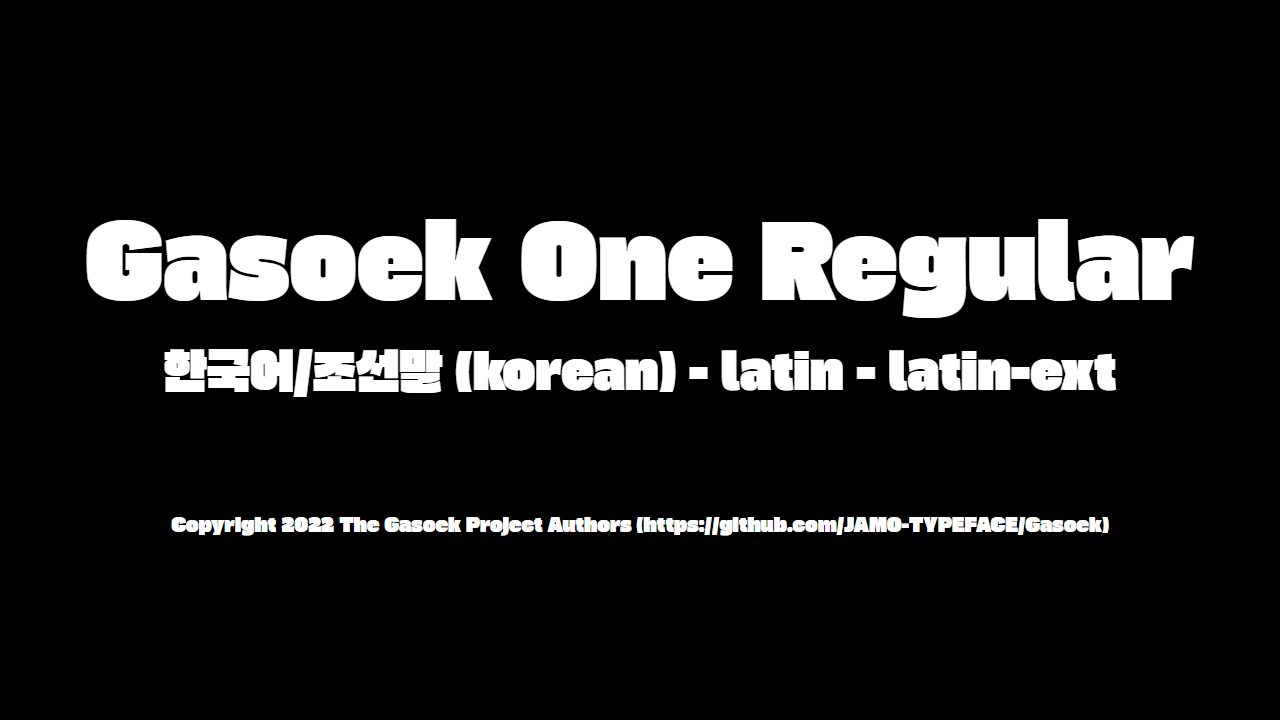 Gasoek One Regular
한국어/조선말 (korean) - latin - latin-ext
Copyright 2022 The Gasoek Project Authors (https://github.com/JAMO-TYPEFACE/Gasoek)